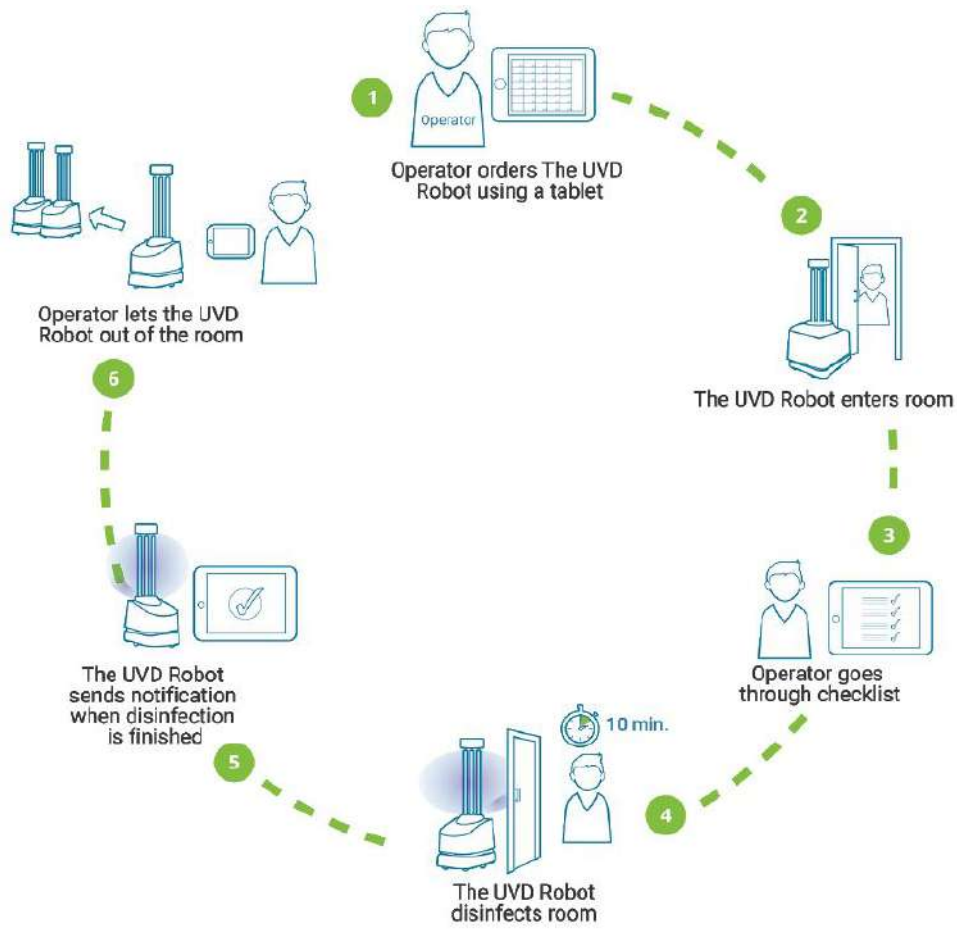 1
Operator
Operator orders The UVD
Robot using a tablet
2
The UVD Robot enters room
3
Operator goes
through checklist
10 min.
4
The UVD Robot
disinfects room
5
The UVD Robot
sends notification
when disinfection
is finished
6
Operator lets the UVD
Robot out of the room